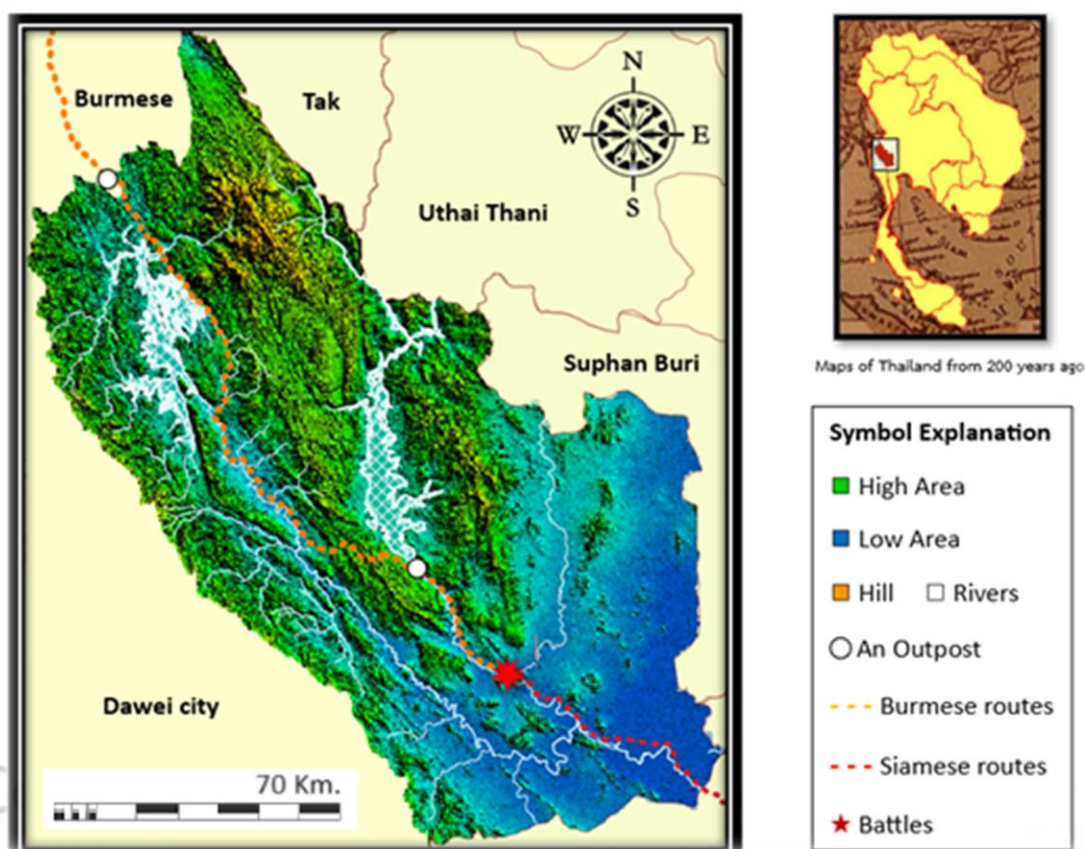 Burmese
Tak
N
W
E
S
Uthai Thani
Suphan Buri
Dawei city
70 Km.
Maps of Thailand from 200 years ago
Symbol Explanation
High Area
Low Area
Hill
Rivers
An Outpost
Burmese routes
Siamese routes
Battles